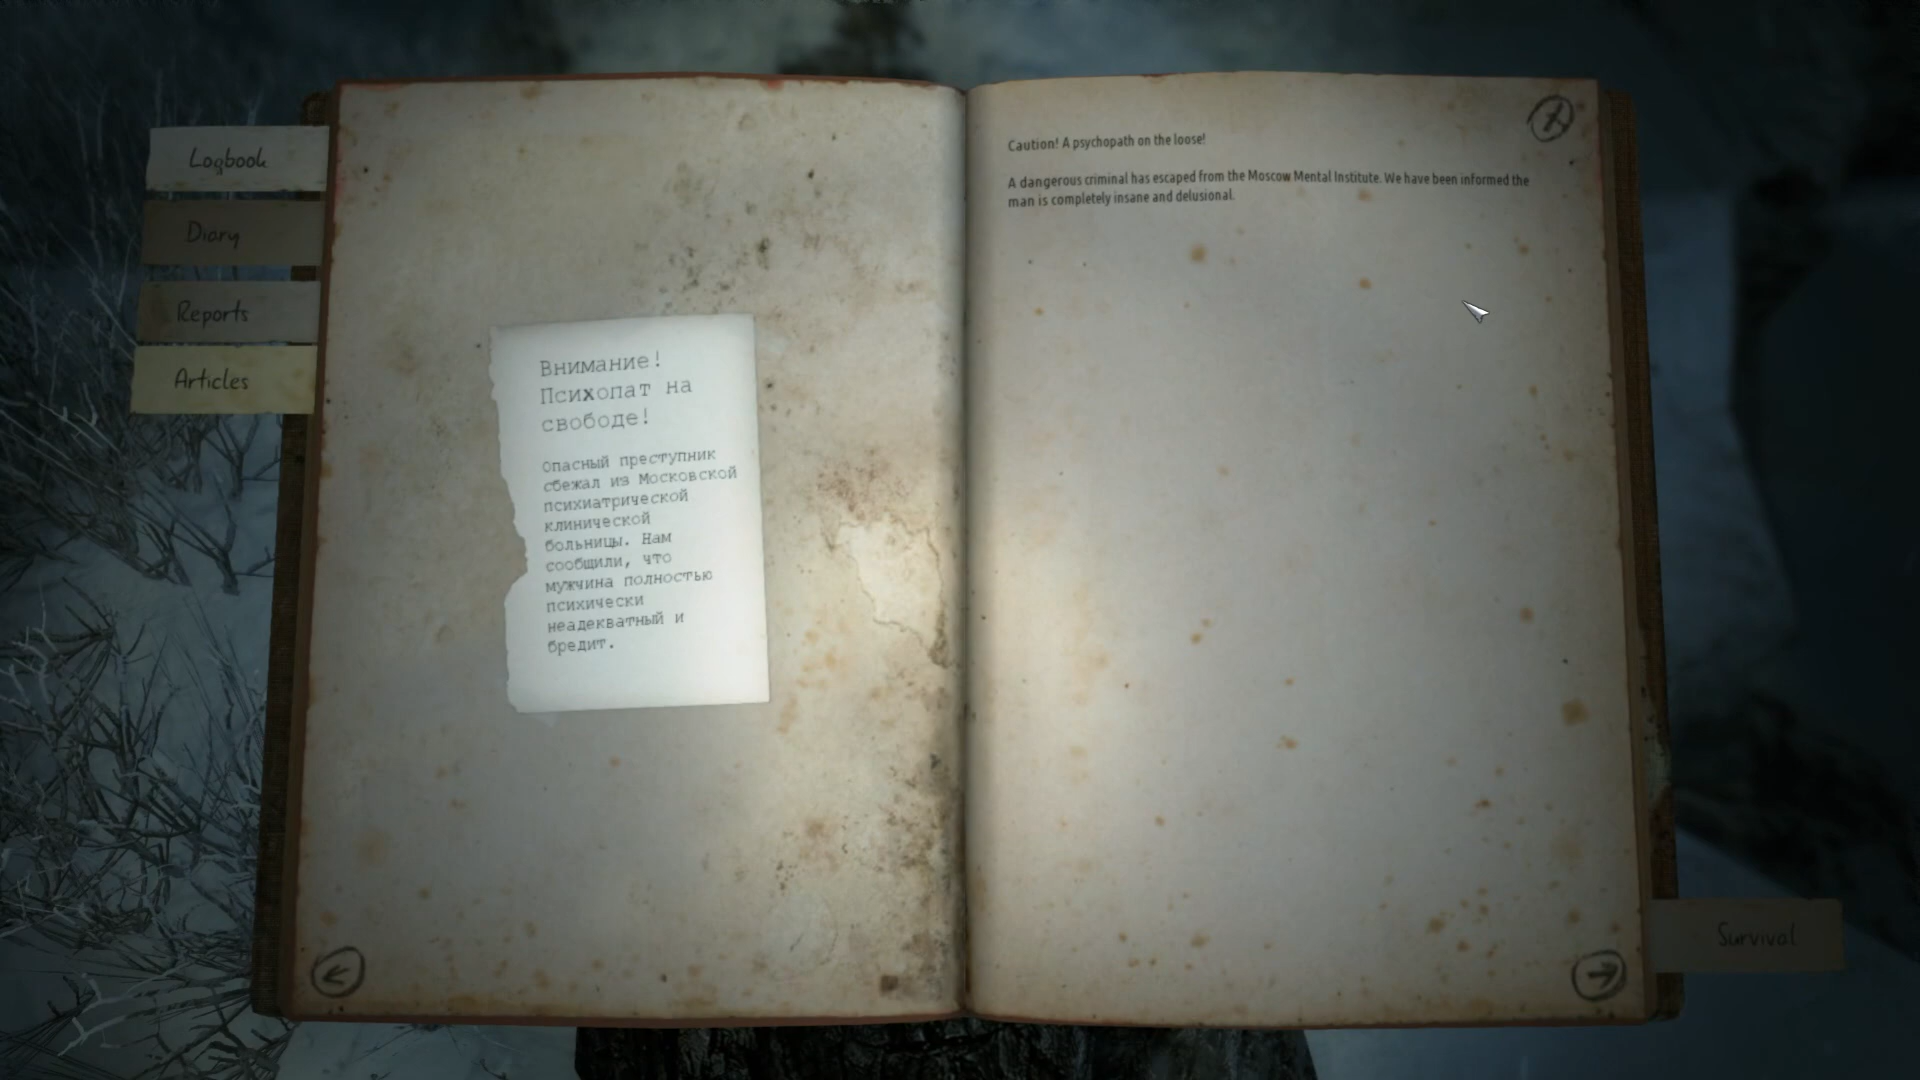 Logbook
Diary
Reports
Articles
Внимание!
Психопат на
свободе!
Опасный преступник
сбежал из Московской
психиатрической
клинической
больницы. Нам
сообщили, что
мужчина полностью
психически
неадекватный и
бредит.
Caution! A psychopath on the loose!
A dangerous criminal has escaped from the Moscow Mental Institute. We have been informed the
man is completely insane and delusional.
Survival